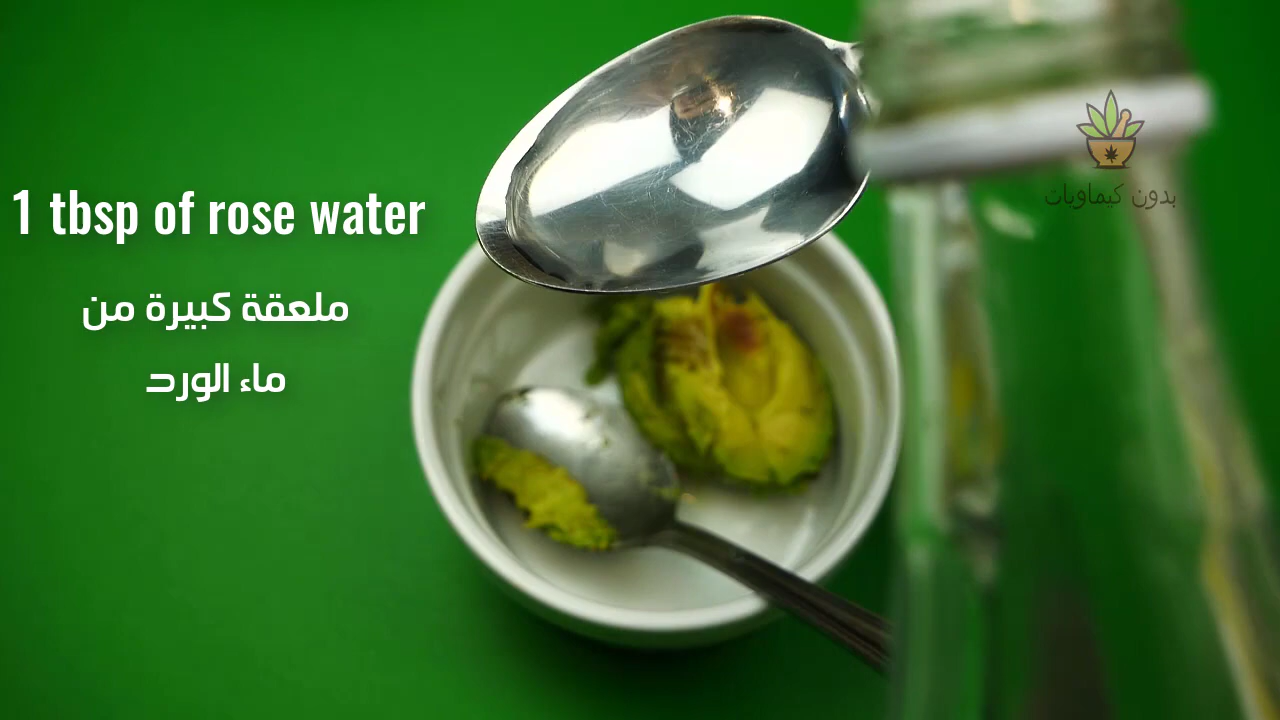 1 tbsp of rose water
ملعقة كبيرة من
ماء الورد
بدون كيماويات